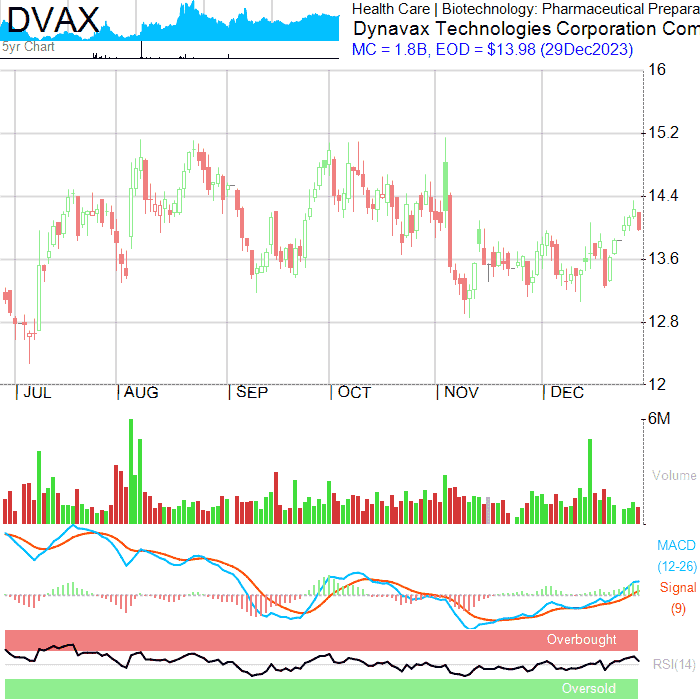 DVAX
5yr Chart
Health Care | Biotechnology: Pharmaceutical Prepara
Dynavax Technologies Corporation Com
MC = 1.8B, EOD = $13.98 (29Dec2023)
16
15.2
14.4
13.6
12.8
12
JUL
AUG
SEP
OCT
NOV
DEC
6M
Volume
MACD
(12-26)
Signal
(9)
Overbought
RSI(14)
Oversold